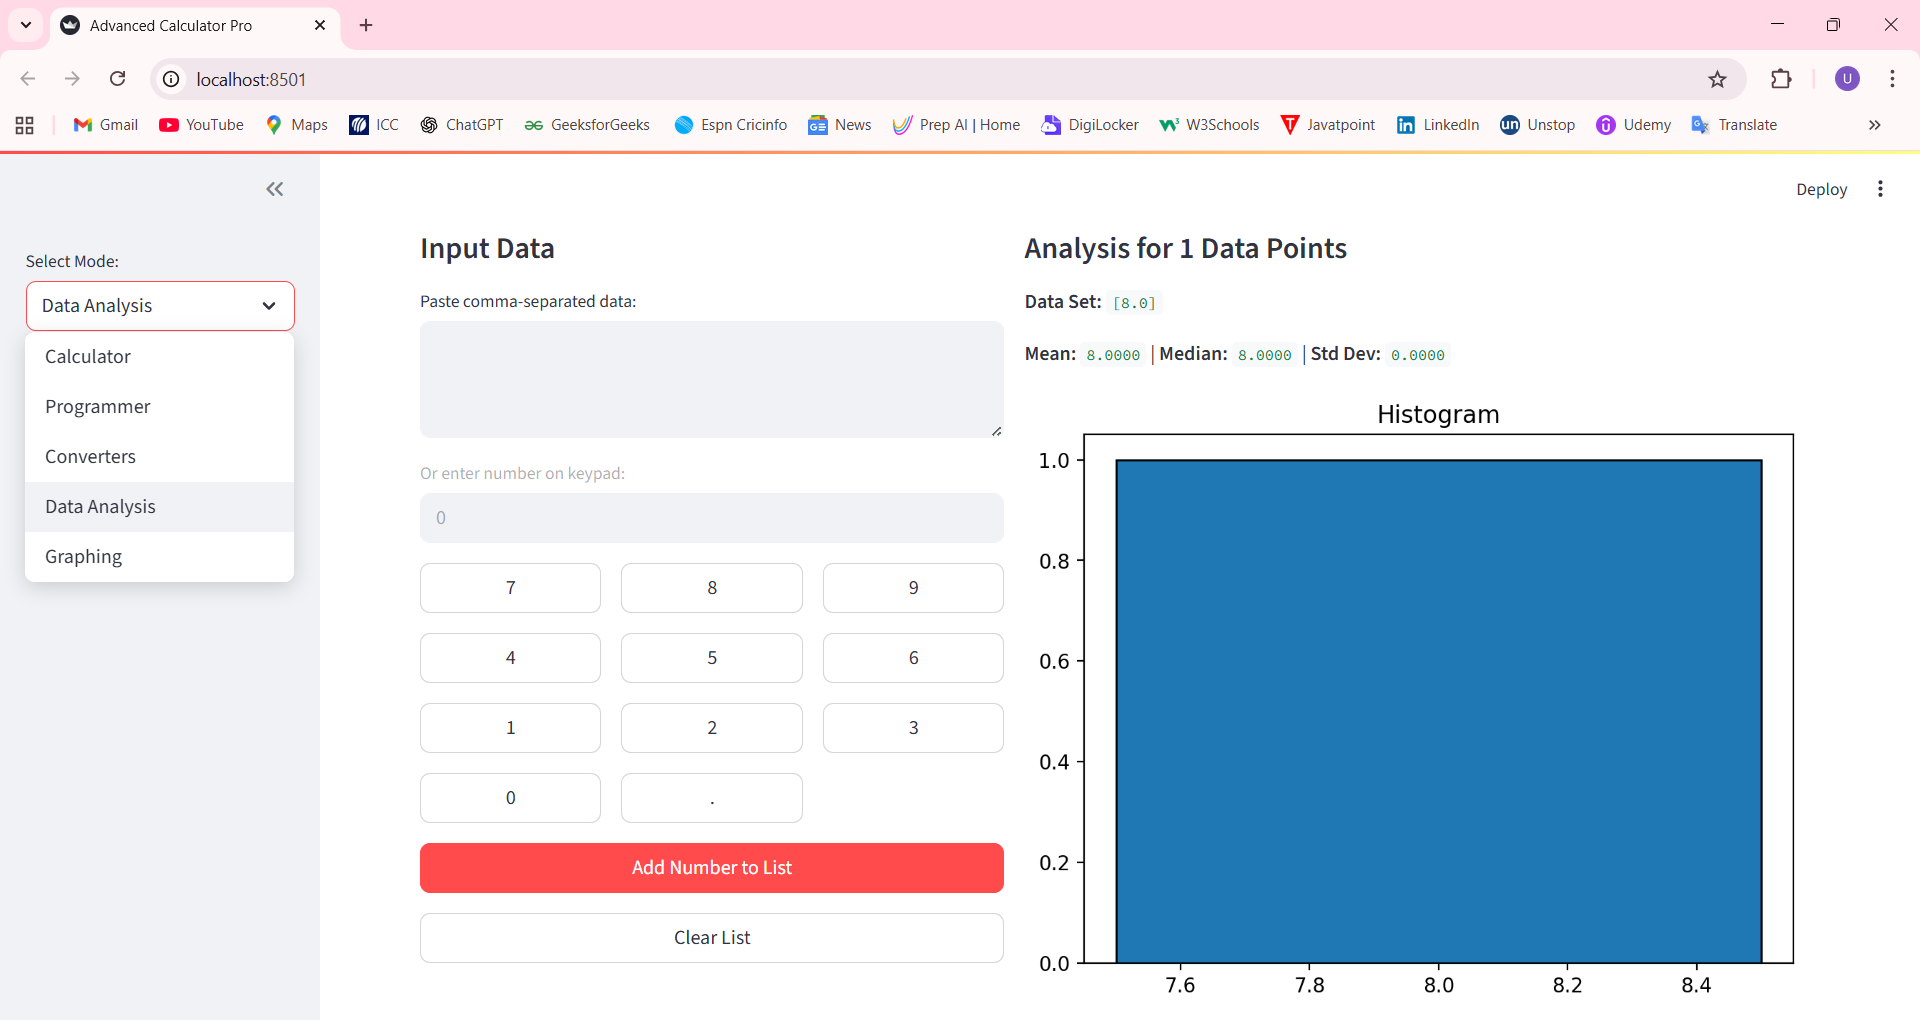 Advanced Calculator Pro
localhost:8501
U
Gmail YouTube Maps ICC ChatGPT GeeksforGeeks Espn Cricinfo News Prep AI | Home DigiLocker W3Schools Javatpoint LinkedIn Unstop Udemy Translate
Deploy
Select Mode:
Data Analysis
Calculator
Programmer
Converters
Data Analysis
Graphing
Input Data
Paste comma-separated data:
Or enter number on keypad:
0
7 8 9
4 5 6
1 2 3
0 .
Add Number to List
Clear List
Analysis for 1 Data Points
Data Set: [8.0]
Mean: 8.0000 | Median: 8.0000 | Std Dev: 0.0000
Histogram
1.0
0.8
0.6
0.4
0.2
0.0
7.6 7.8 8.0 8.2 8.4